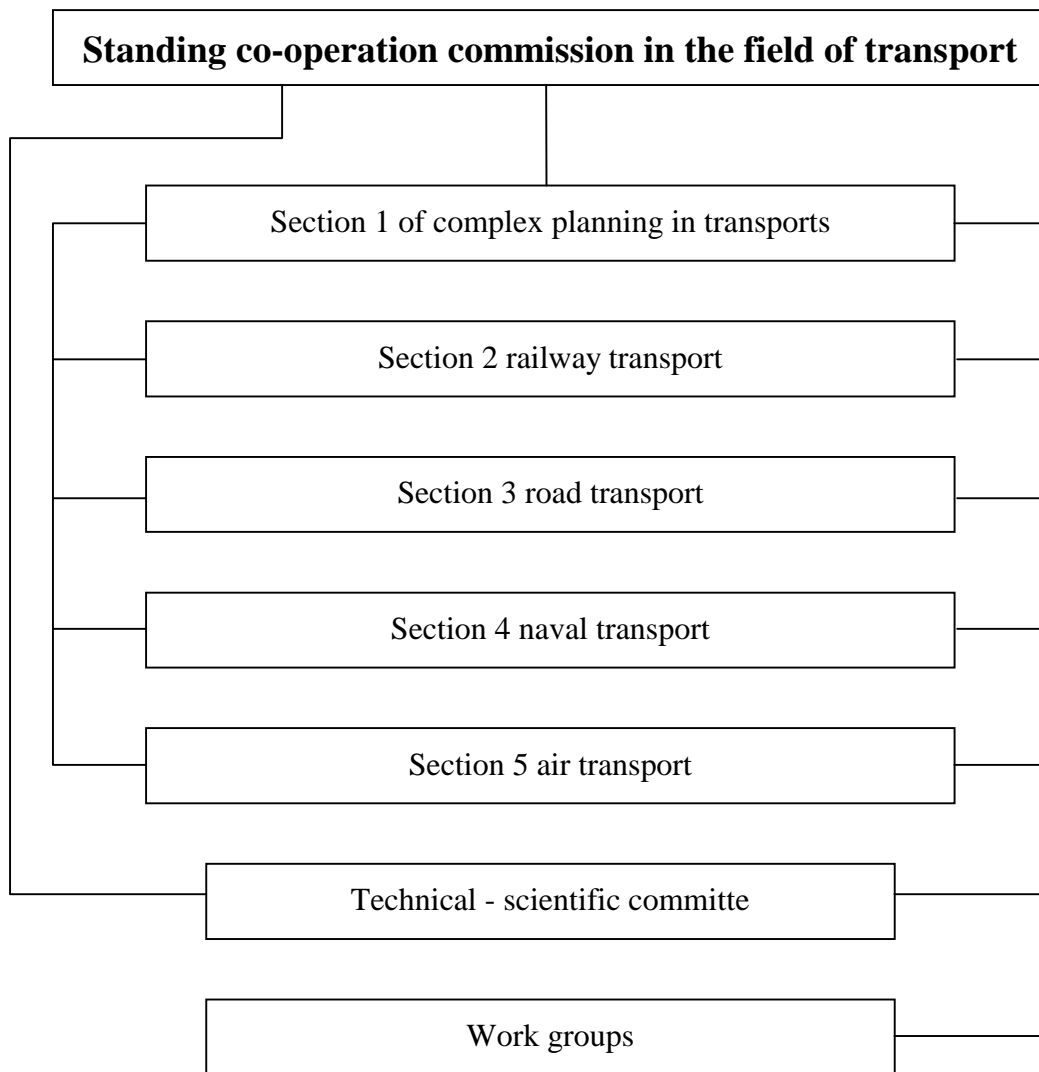 Standing co-operation commission in the field of transport
Section 1 of complex planning in transports
Section 2 railway transport
Section 3 road transport
Section 4 naval transport
Section 5 air transport
Technical - scientific committe
Work groups